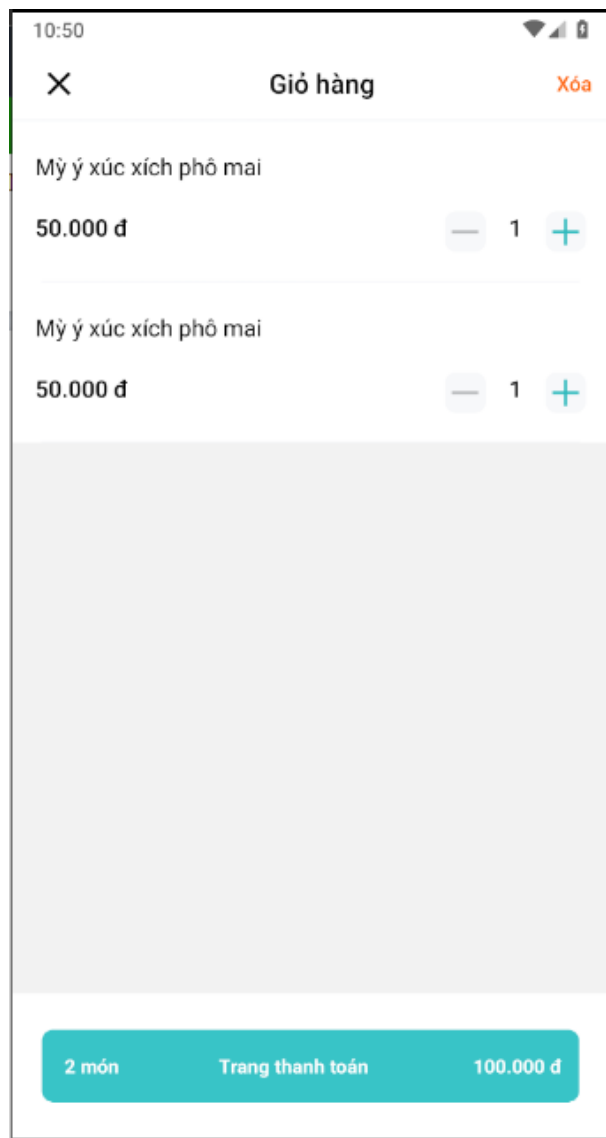 10:50
Giỏ hàng Xóa
Mỳ ý xúc xích phô mai
50.000 đ 1
Mỳ ý xúc xích phô mai
50.000 đ 1
2 món Trang thanh toán 100.000 đ